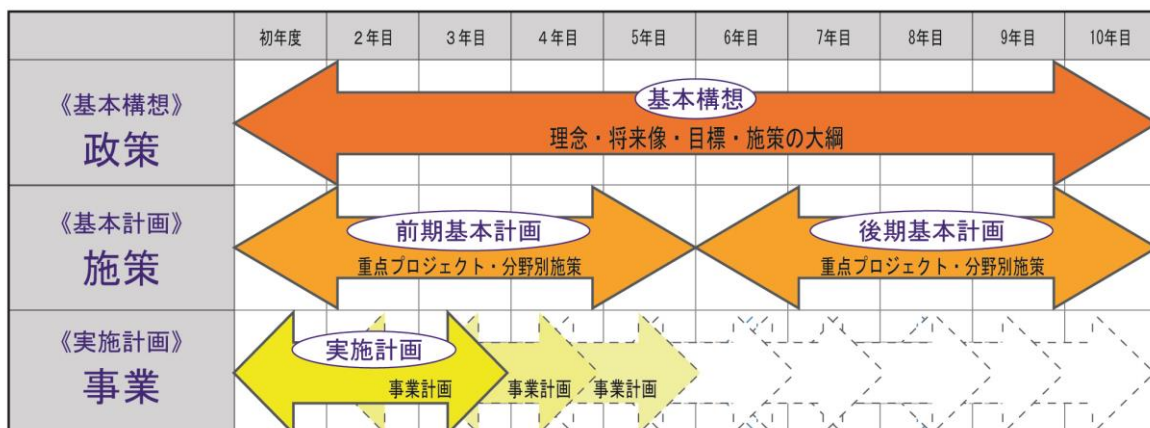 初年度 2年目 3年目 4年目 5年目 6年目 7年目 8年目 9年目 10年目
《基本構想》
政策
基本構想
理念・将来像・目標・施策の大綱
《基本計画》
施策
前期基本計画
重点プロジェクト・分野別施策
後期基本計画
重点プロジェクト・分野別施策
《実施計画》
事業
実施計画
事業計画 事業計画 事業計画